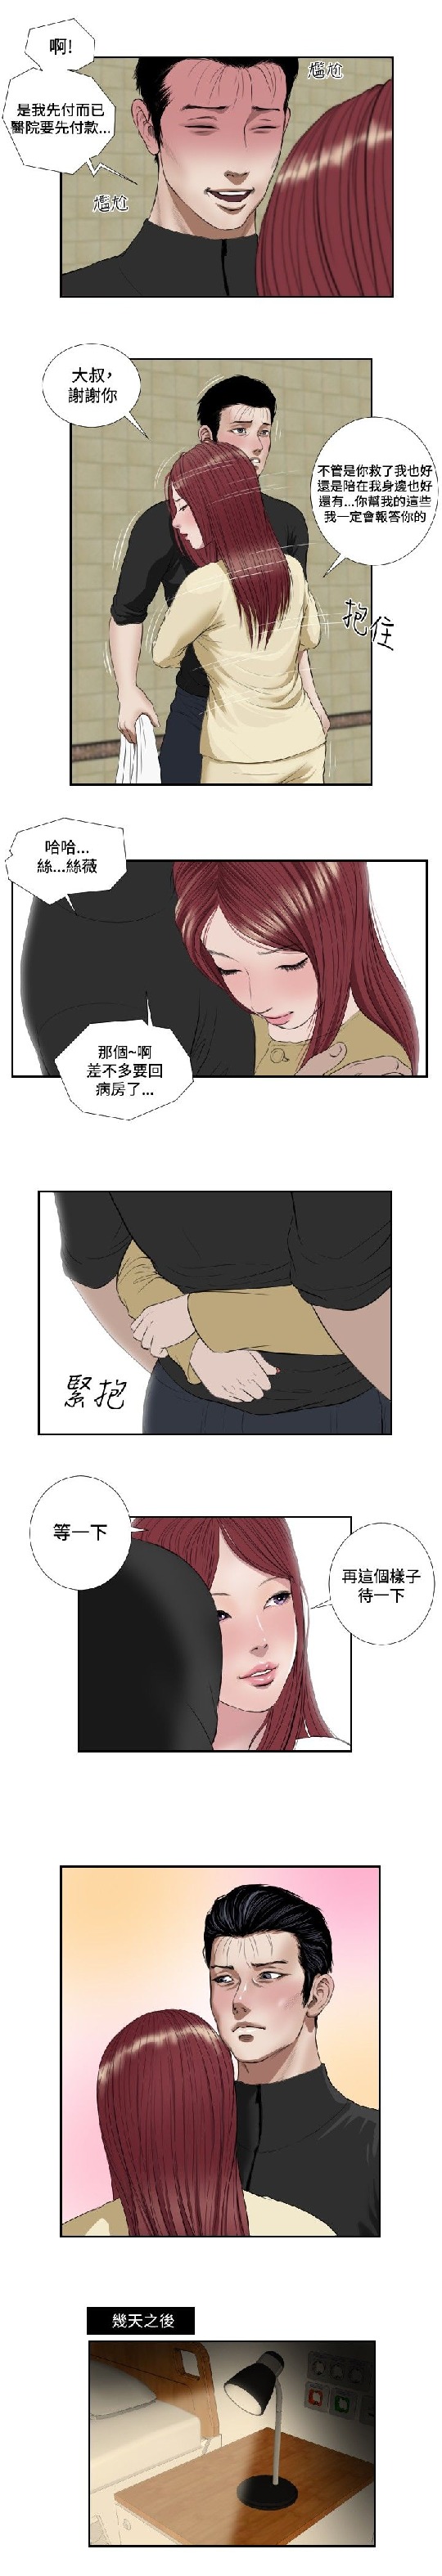 啊!
是我先付而已
醫院要先付款...
尷尬
尷尬
大叔,
謝謝你
不管是你救了我也好
還是陪在我身邊也好
還有...你幫我的這些
我一定會報答你的
抱住
哈哈...
絲...絲薇
那個~啊
差不多要回
病房了...
緊抱
等一下
再這個樣子
待一下
幾天之後